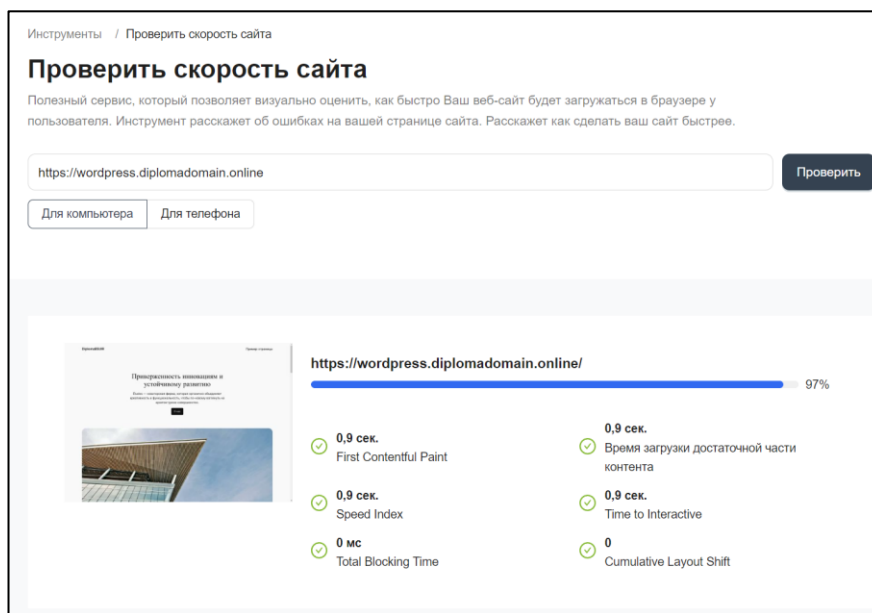 Инструменты / Проверить скорость сайта
Проверить скорость сайта
Полезный сервис, который позволяет визуально оценить, как быстро Ваш веб-сайт будет загружаться в браузере у
пользователя. Инструмент расскажет об ошибках на вашей странице сайта. Расскажет как сделать ваш сайт быстрее.
https://wordpress.diplomadomain.online
Проверить
Для компьютера
Для телефона
Приверженность инновациям и
устойчивому развитию
https://wordpress.diplomadomain.online/
97%
0,9 сек.
First Contentful Paint
0,9 сек.
Время загрузки достаточной части
контента
0,9 сек.
Speed Index
0,9 сек.
Time to Interactive
0 мс
Total Blocking Time
0
Cumulative Layout Shift